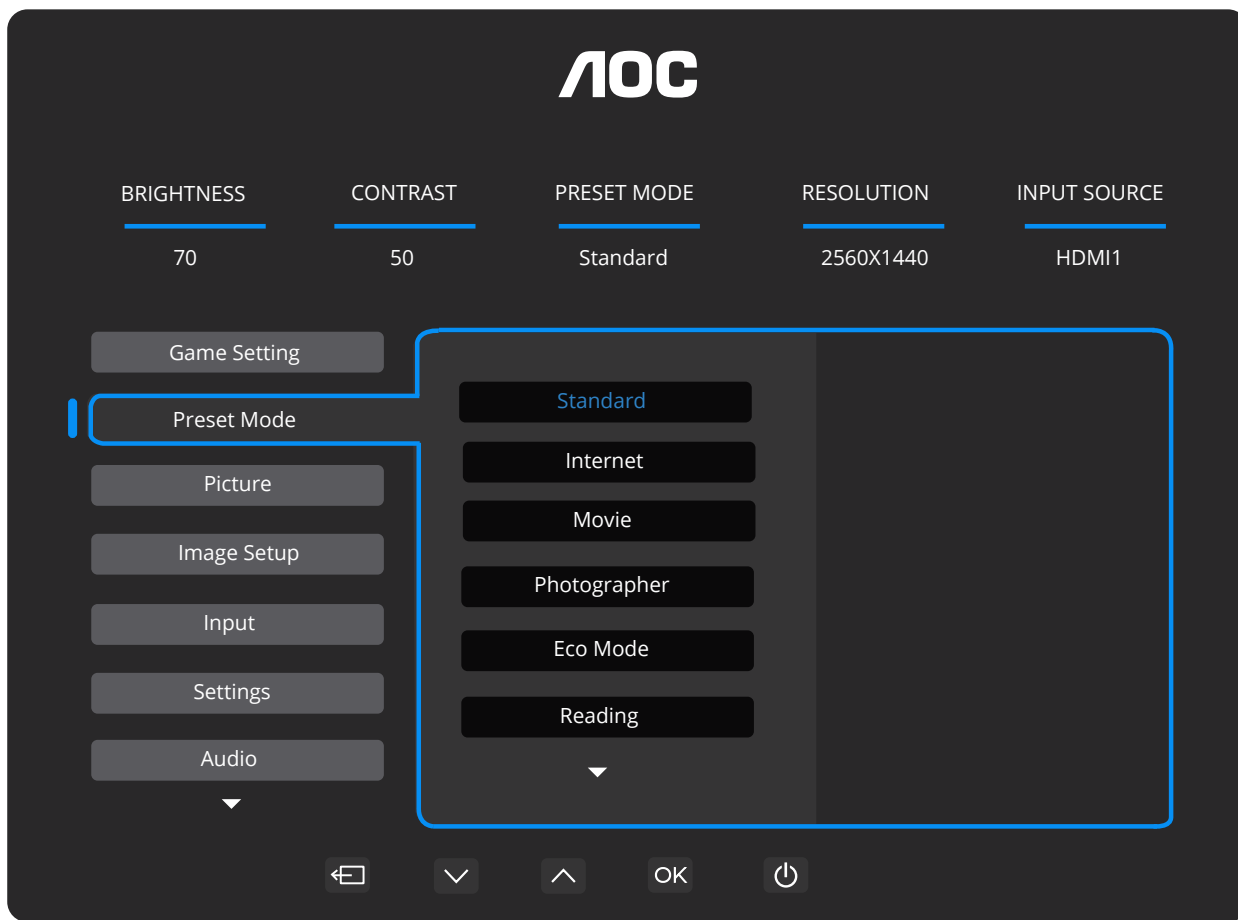 AOC
BRIGHTNESS CONTRAST PRESET MODE RESOLUTION INPUT SOURCE
70 50 Standard 2560X1440 HDMI1
Game Setting
Preset Mode
Picture
Image Setup
Input
Settings
Audio
Standard
Internet
Movie
Photographer
Eco Mode
Reading
OK